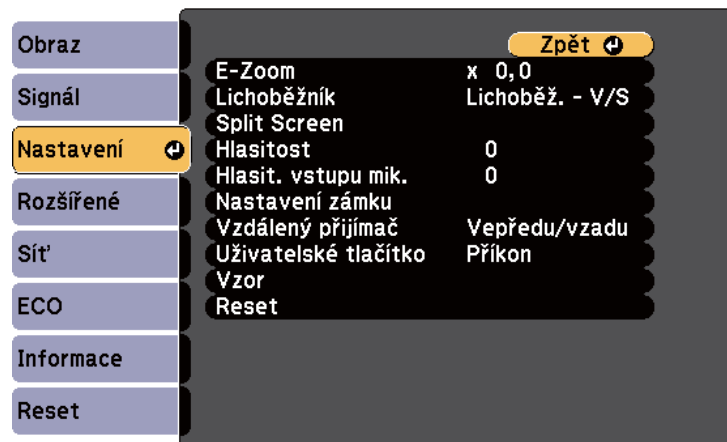 Obraz
Signál
Nastavení
Rozšířené
Síť
ECO
Informace
Reset
Zpět
E-Zoom x 0,0
Lichoběžník Lichoběž. - V/S
Split Screen
Hlasitost 0
Hlasit. vstupu mik. 0
Nastavení zámku
Vzdálený přijímač Vepředu/vzadu
Uživatelské tlačítko Příkon
Vzor
Reset